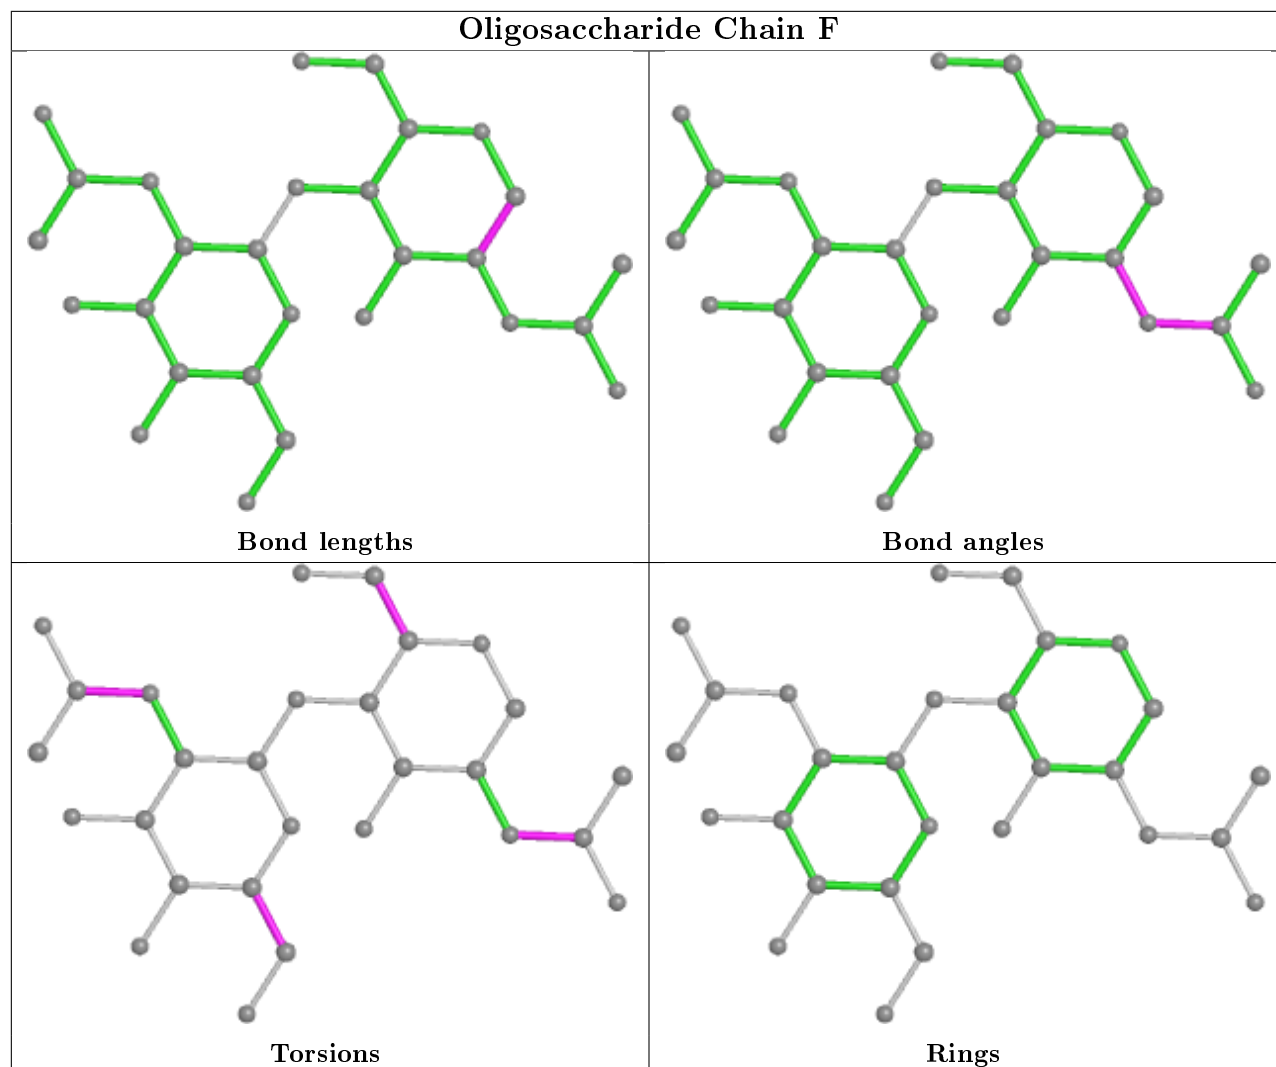 Oligosaccharide Chain F
Bond lengths
Bond angles
Torsions
Rings